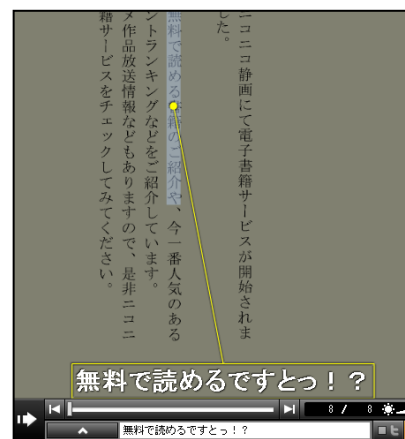 ニコニコ静画にて電子書籍サービスが開始されま
した。
無料で読める書籍のご紹介や、今一番人気のある
ントランキングなどをご紹介しています。
メ作品放送情報などもありますので、是非ニコニ
籍サービスをチェックしてみてください。
無料で読めるですとっ！？
8 / 8
無料で読めるですとっ！？